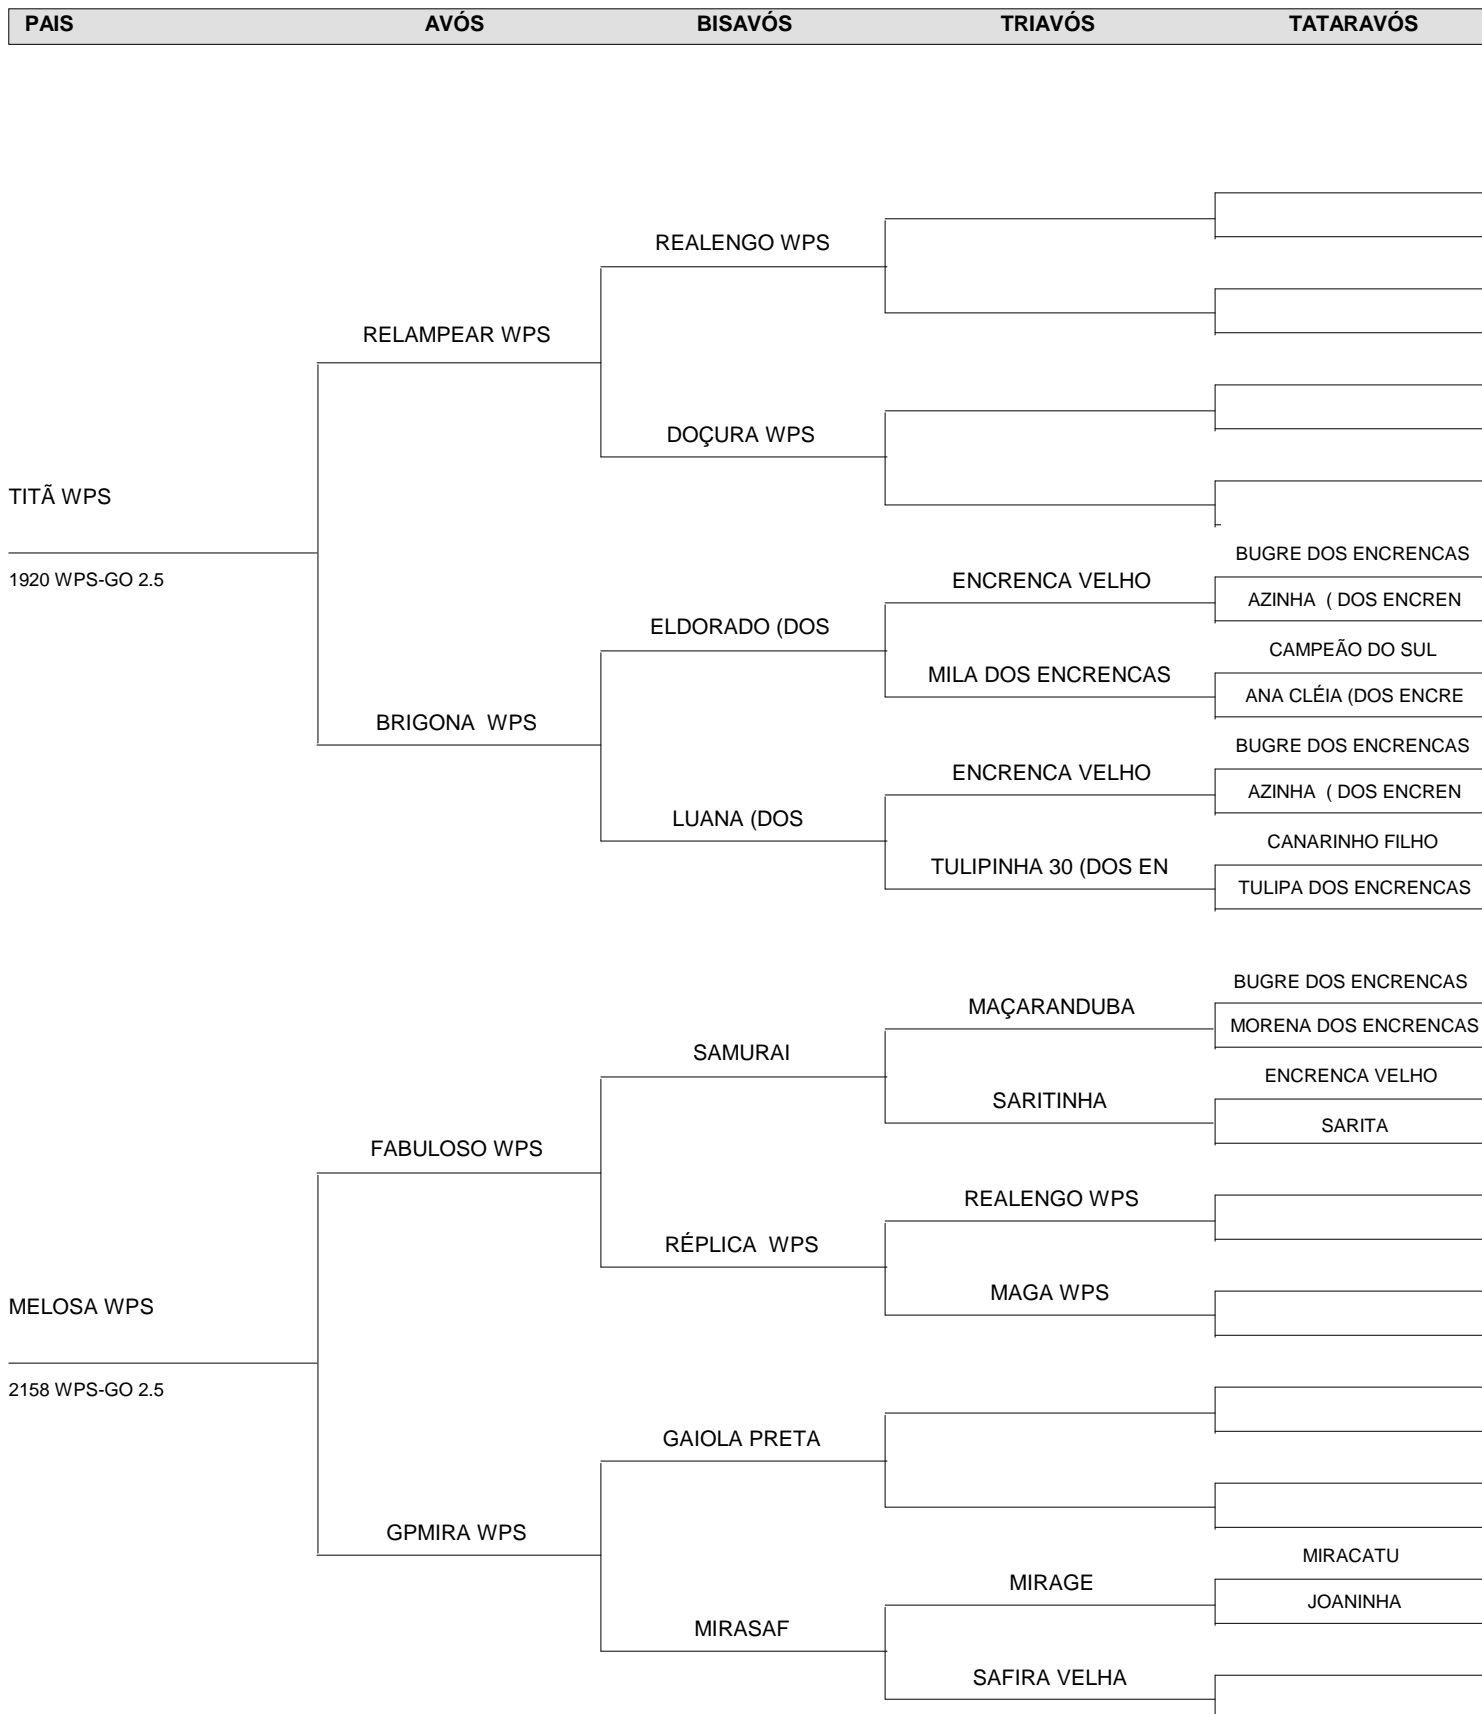 PAIS AVÓS BISAVÓS TRIAVÓS TATARAVÓS
REALENGO WPS
RELAMPEAR WPS
DOÇURA WPS
TITÃ WPS
BUGRE DOS ENCRENCAS
1920 WPS-GO 2.5
ENCRENCA VELHO
AZINHA ( DOS ENCREN
ELDORADO (DOS
CAMPEÃO DO SUL
MILA DOS ENCRENCAS
ANA CLÉIA (DOS ENCRE
BRIGONA WPS
BUGRE DOS ENCRENCAS
ENCRENCA VELHO
AZINHA ( DOS ENCREN
LUANA (DOS
CANARINHO FILHO
TULIPINHA 30 (DOS EN
TULIPA DOS ENCRENCAS
BUGRE DOS ENCRENCAS
MAÇARANDUBA
MORENA DOS ENCRENCAS
SAMURAI
ENCRENCA VELHO
SARITINHA
SARITA
FABULOSO WPS
REALENGO WPS
RÉPLICA WPS
MAGA WPS
MELOSA WPS
2158 WPS-GO 2.5
GAIOLA PRETA
GPMIRA WPS
MIRACATU
MIRAGE
JOANINHA
MIRASAF
SAFIRA VELHA